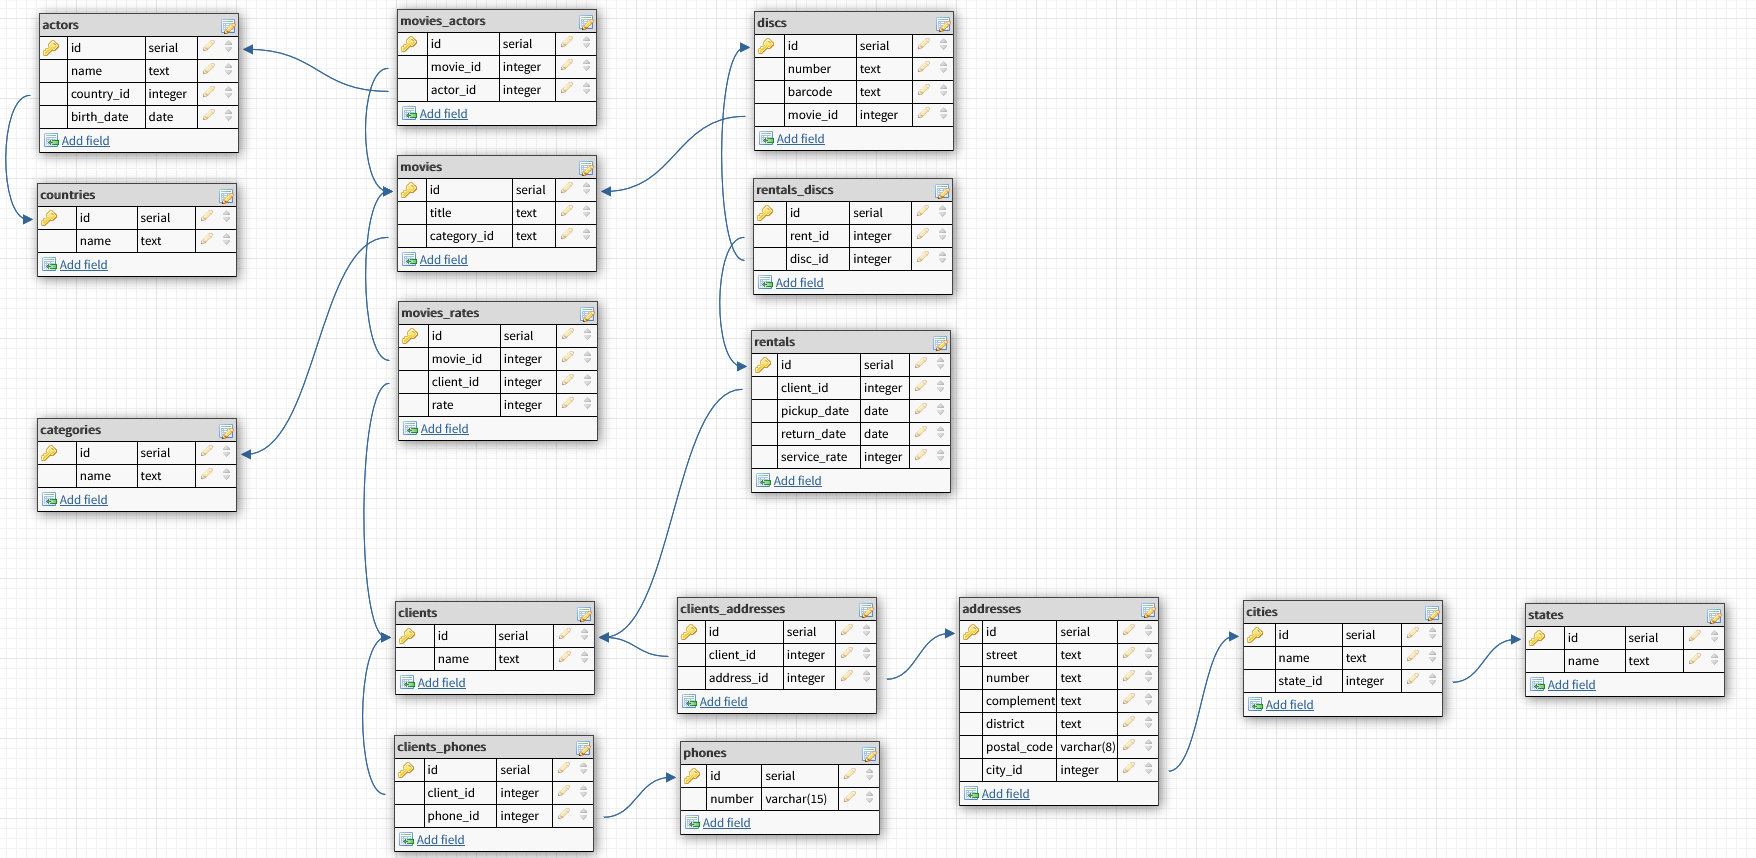 actors
id serial
name text
country_id integer
birth_date date
Add field
countries
id serial
name text
Add field
categories
id serial
name text
Add field
movies_actors
id serial
movie_id integer
actor_id integer
Add field
movies
id serial
title text
category_id text
Add field
movies_rates
id serial
movie_id integer
client_id integer
rate integer
Add field
discs
id serial
number text
barcode text
movie_id integer
Add field
rentals_discs
id serial
rent_id integer
disc_id integer
Add field
rentals
id serial
client_id integer
pickup_date date
return_date date
service_rate integer
Add field
clients
id serial
name text
Add field
clients_phones
id serial
client_id integer
phone_id integer
Add field
clients_addresses
id serial
client_id integer
address_id integer
Add field
phones
id serial
number varchar(15)
Add field
addresses
id serial
street text
number text
complement text
district text
postal_code varchar(8)
city_id integer
Add field
cities
id serial
name text
state_id integer
Add field
states
id serial
name text
Add field